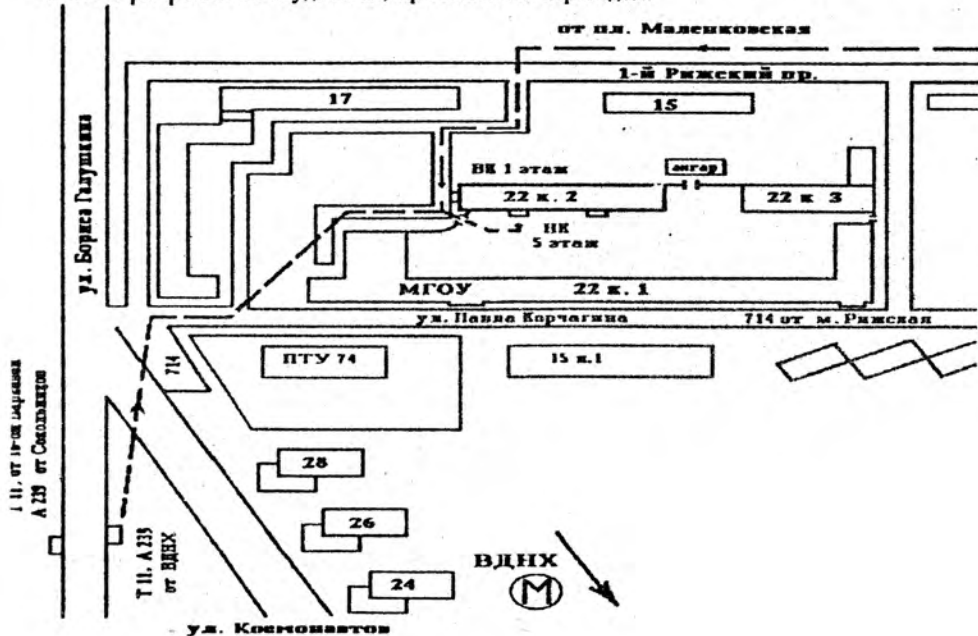 от пл. Маленковская
1-й Рижский пр.
17
15
ВК 1 этаж
ангар
22 к. 2
22 к 3
ВК
5 этаж
ул. Бориса Галушкина
МГОУ
22 к. 1
ул. Павла Корчагина
714 от м. Рижская
714
ПТУ 74
15 к.1
А 239 от Сокольников
28
26
24
Т 11, А 239
от ВДНХ
ВДНХ
М
ул. Космонавтов